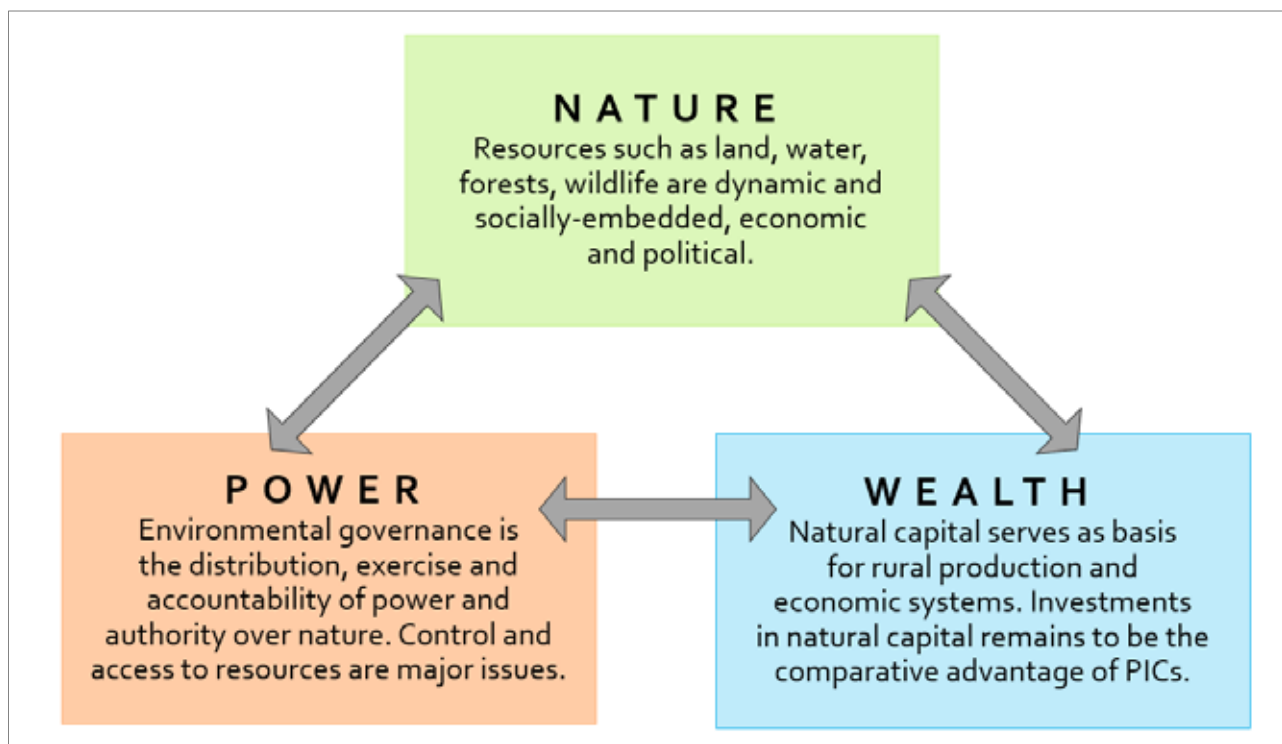 NATURE
Resources such as land, water,
forests, wildlife are dynamic and
socially-embedded, economic
and political.
POWER
Environmental governance is
the distribution, exercise and
accountability of power and
authority over nature. Control and
access to resources are major issues.
WEALTH
Natural capital serves as basis
for rural production and
economic systems. Investments
in natural capital remains to be the
comparative advantage of PICs.